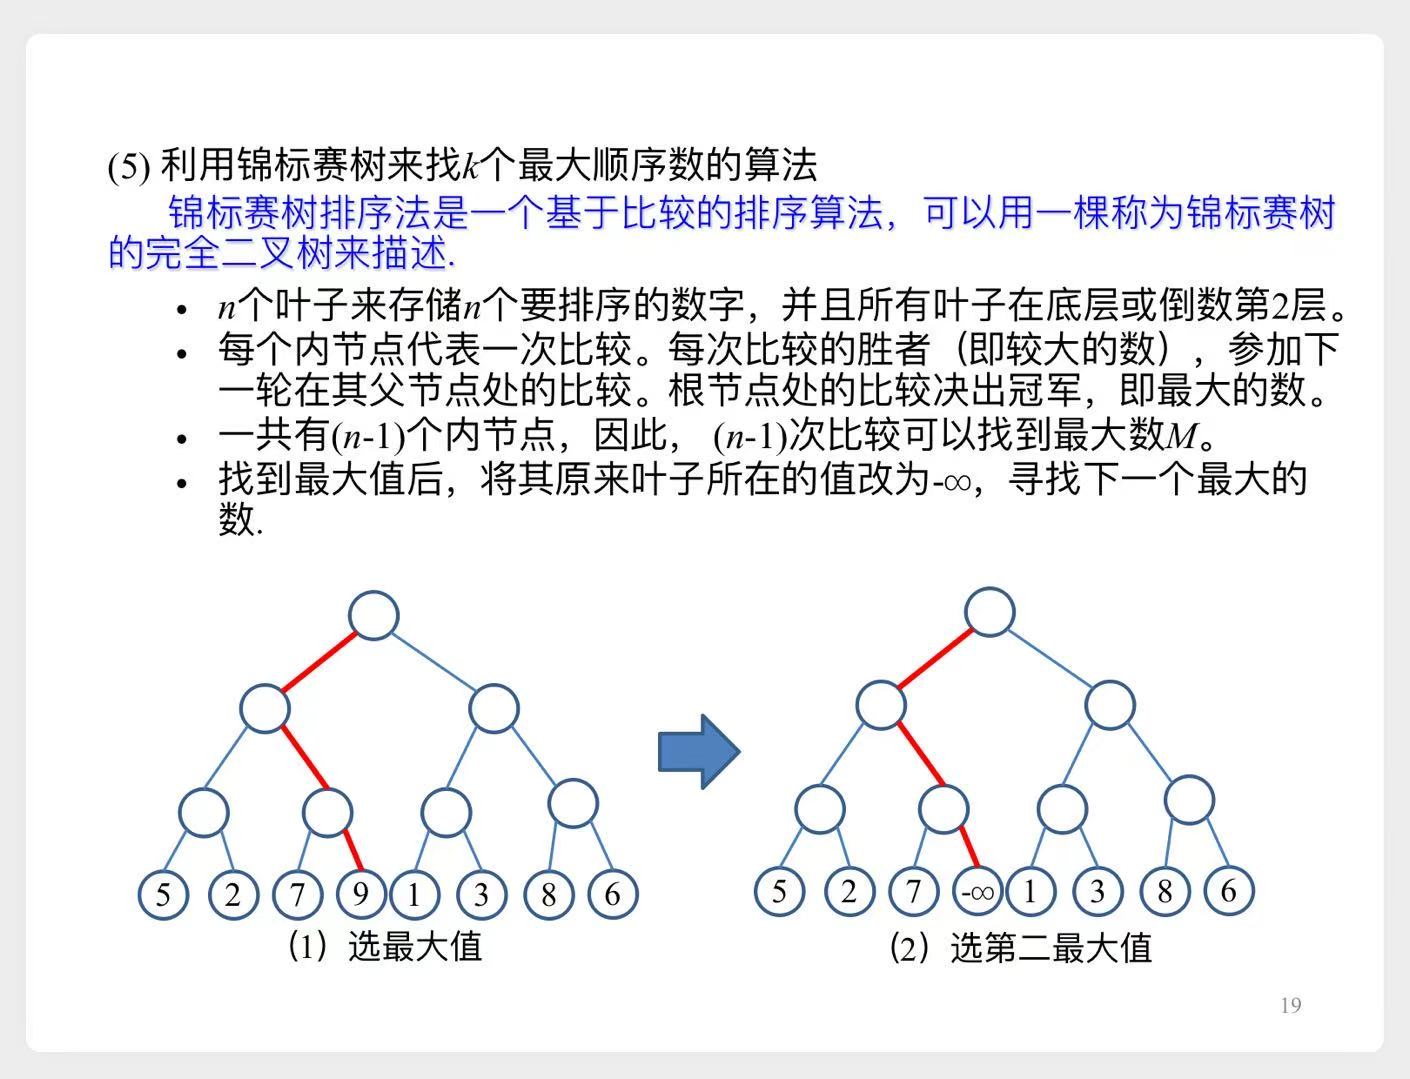 (5) 利用锦标赛树来找k个最大顺序数的算法
锦标赛树排序法是一个基于比较的排序算法，可以用一棵称为锦标赛树
的完全二叉树来描述.
• n个叶子来存储n个要排序的数字，并且所有叶子在底层或倒数第2层。
• 每个内节点代表一次比较。每次比较的胜者（即较大的数），参加下
一轮在其父节点处的比较。根节点处的比较决出冠军，即最大的数。
• 一共有(n-1)个内节点，因此， (n-1)次比较可以找到最大数M。
• 找到最大值后，将其原来叶子所在的值改为-∞，寻找下一个最大的
数.
5 2 7 9 1 3 8 6
（1）选最大值
5 2 7 -∞ 1 3 8 6
（2）选第二最大值
19